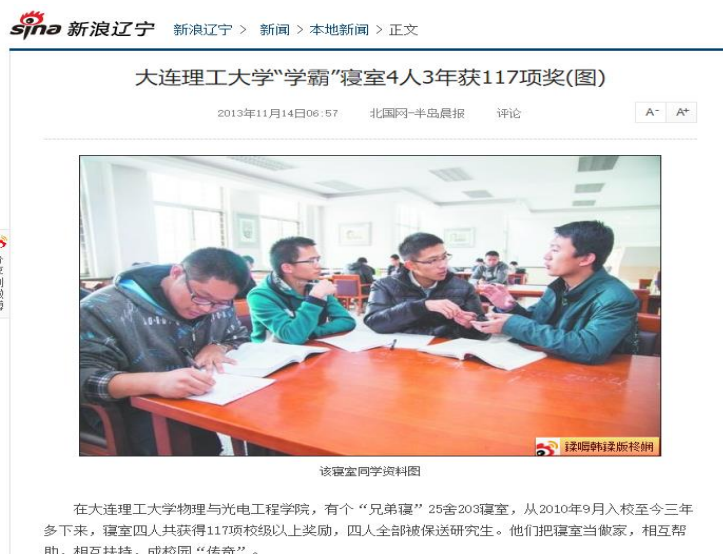 sina 新浪辽宁 新浪辽宁 > 新闻 > 本地新闻 > 正文
大连理工大学“学霸”寝室4人3年获117项奖(图)
2013年11月14日06:57 北国网-半岛晨报 评论 A- A+
该寝室同学资料图
在大连理工大学物理与光电工程学院，有个“兄弟寝”25舍203寝室，从2010年9月入校至今三年
多下来，寝室四人共获得117项校级以上奖励，四人全部被保送研究生。他们把寝室当做家，相互帮
助，相互扶持，成校园“传奇”。